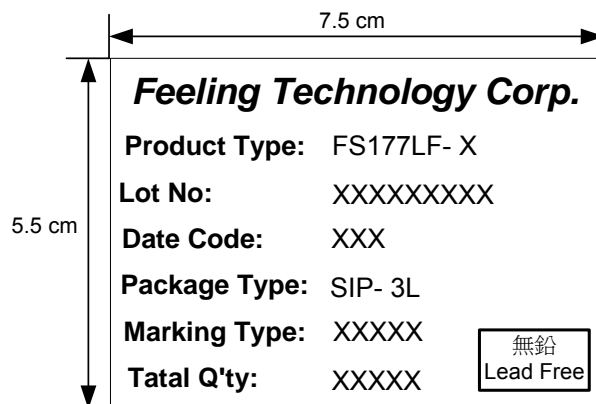 7.5 cm
Feeling Technology Corp.
Product Type: FS177LF- X
Lot No: XXXXXXXXX
5.5 cm
Date Code: XXX
Package Type: SIP- 3L
Marking Type: XXXXX
無鉛
Lead Free
Tatal Q'ty: XXXXX